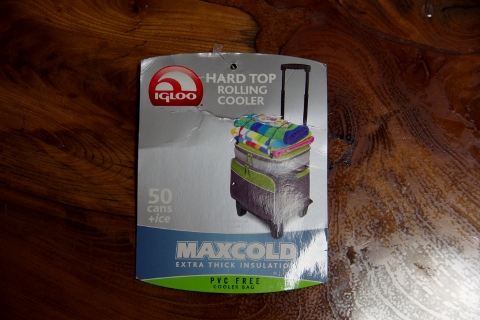 IGLOO
HARD TOP
ROLLING
COOLER
50
cans
+ice
MAXCOLD
EXTRA THICK INSULATION
PVC FREE
COOLER BAG